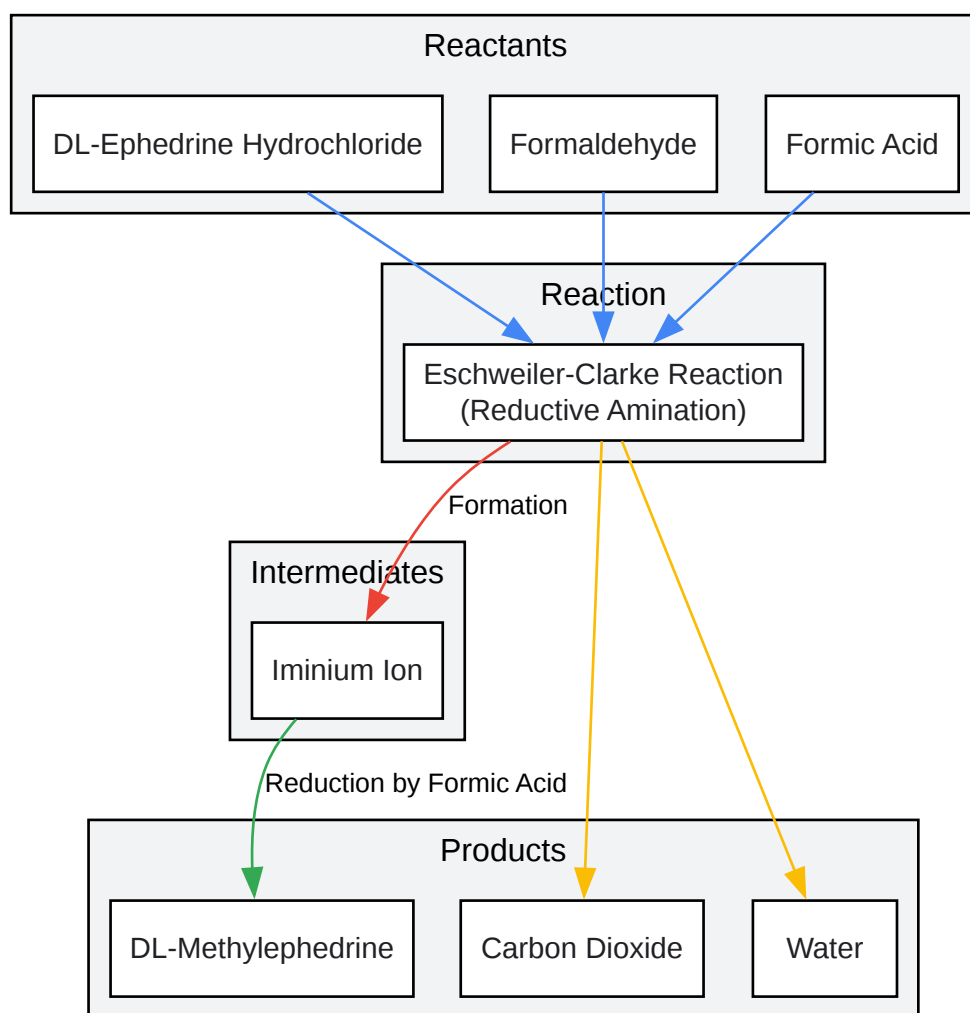 Reactants
DL-Ephedrine Hydrochloride
Formaldehyde
Formic Acid
Reaction
Eschweiler-Clarke Reaction
(Reductive Amination)
Formation
Intermediates
Iminium Ion
Reduction by Formic Acid
Products
DL-Methylephedrine
Carbon Dioxide
Water